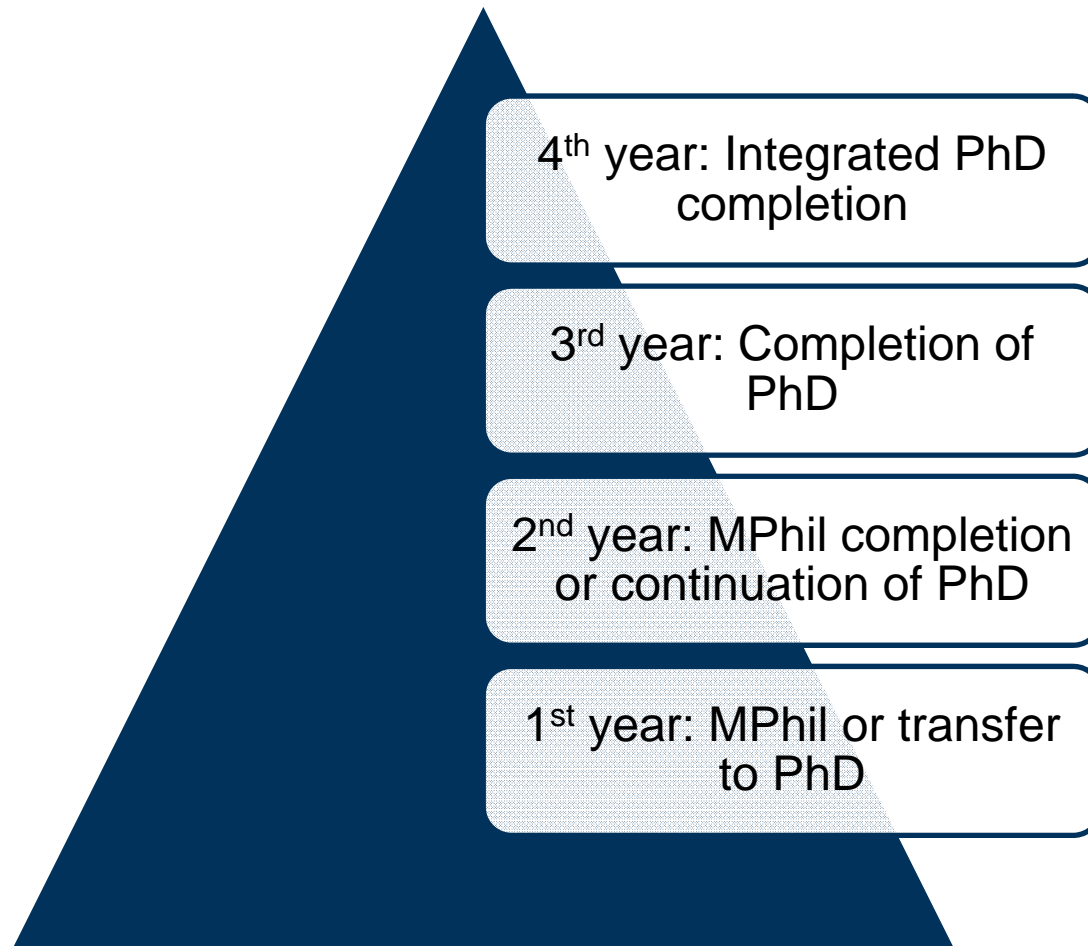 4th year: Integrated PhD
completion
3rd year: Completion of
PhD
2nd year: MPhil completion
or continuation of PhD
1st year: MPhil or transfer
to PhD